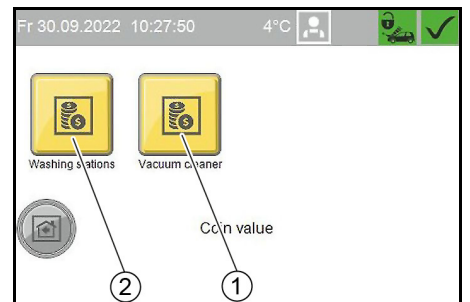 Fr 30.09.2022 10:27:50 4°C
Washing stations Vacuum cleaner
Coin value
2 1